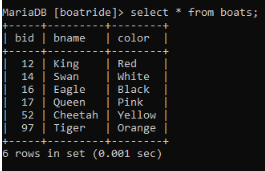 MariaDB [boatride]> select * from boats;
+-----+---------+--------+
| bid | bname   | color  |
+-----+---------+--------+
|  12 | King    | Red    |
|  14 | Swan    | White  |
|  16 | Eagle   | Black  |
|  17 | Queen   | Pink   |
|  52 | Cheetah | Yellow |
|  97 | Tiger   | Orange |
+-----+---------+--------+
6 rows in set (0.001 sec)